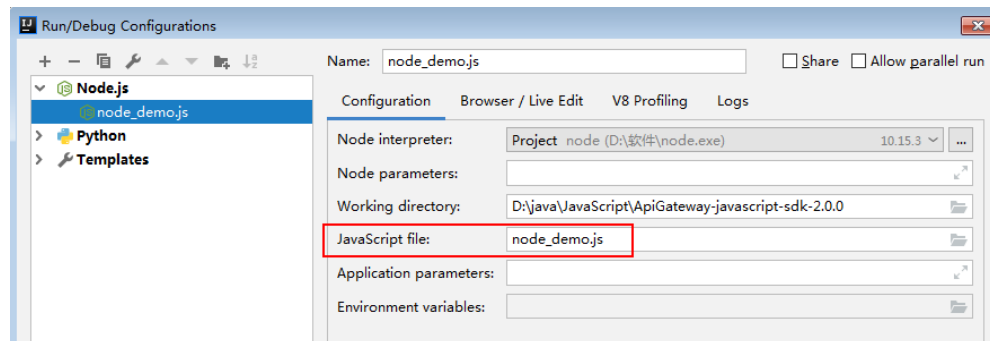 Run/Debug Configurations
Name: node_demo.js Share Allow parallel run
Node.js
node_demo.js
Python
Templates
Configuration Browser / Live Edit V8 Profiling Logs
Node interpreter: Project node (D:\软件\node.exe) 10.15.3 ...
Node parameters:
Working directory: D:\java\JavaScript\ApiGateway-javascript-sdk-2.0.0
JavaScript file: node_demo.js
Application parameters:
Environment variables: